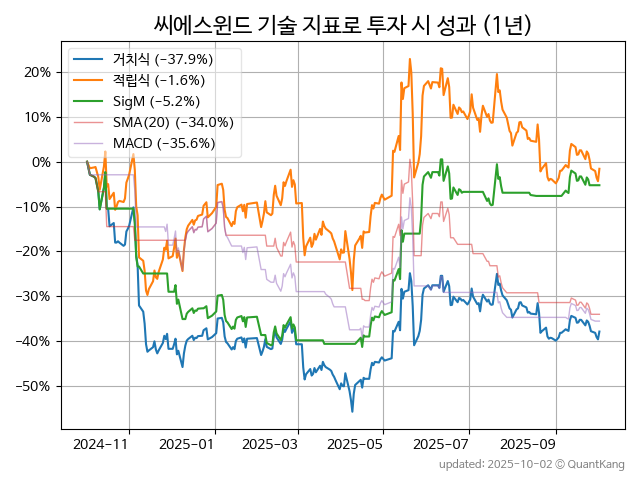 씨에스윈드 기술 지표로 투자 시 성과 (1년)
거치식 (−37.9%)
적립식 (−1.6%)
SigM (−5.2%)
SMA(20) (−34.0%)
MACD (−35.6%)
20%
10%
0%
−10%
−20%
−30%
−40%
−50%
2024-11
2025-01
2025-03
2025-05
2025-07
2025-09
updated: 2025-10-02 © QuantKang